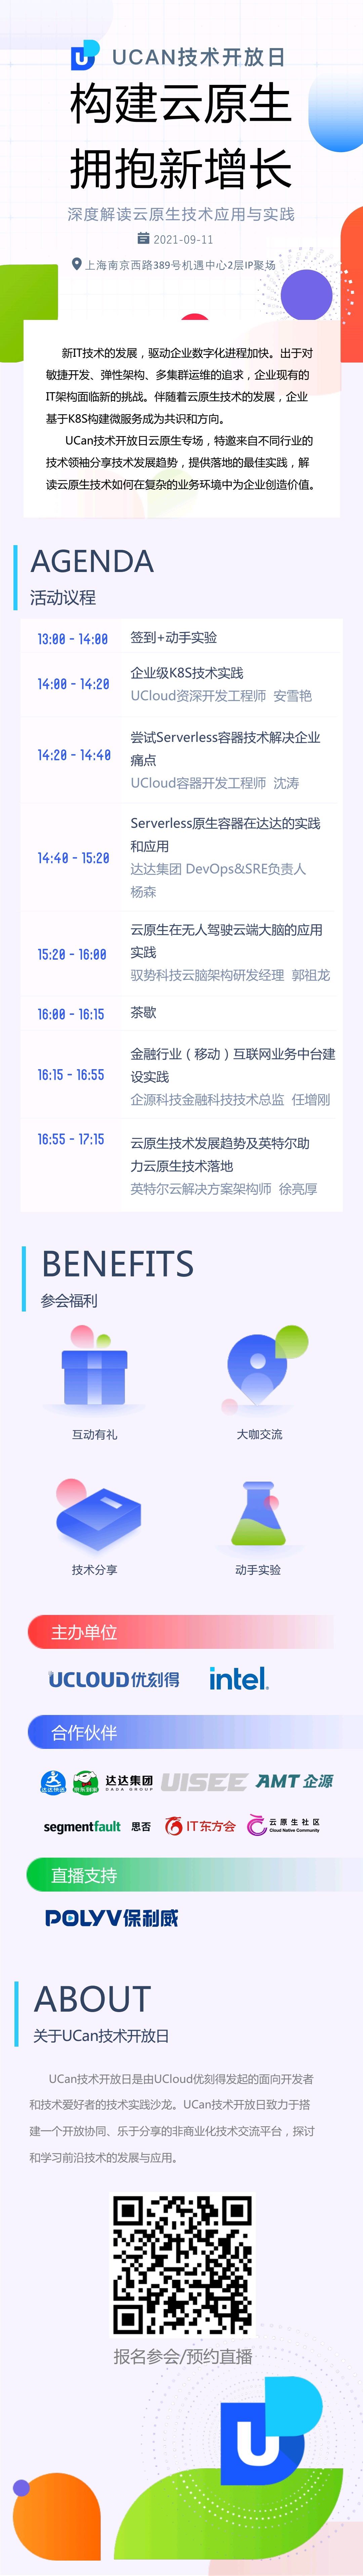 UCAN技术开放日
构建云原生
拥抱新增长
深度解读云原生技术应用与实践
2021-09-11
上海南京西路389号机遇中心2层IP聚场
新IT技术的发展，驱动企业数字化进程加快。出于对
敏捷开发、弹性架构、多集群运维的追求，企业现有的
IT架构面临新的挑战。伴随着云原生技术的发展，企业
基于K8S构建微服务成为共识和方向。
UCan技术开放日云原生专场，特邀来自不同行业的
技术领袖分享技术发展趋势，提供落地的最佳实践，解
读云原生技术如何在复杂的业务环境中为企业创造价值。
AGENDA
活动议程
13:00 - 14:00 签到+动手实验
14:00 - 14:20 企业级K8S技术实践
UCloud资深开发工程师 安雪艳
14:20 - 14:40 尝试Serverless容器技术解决企业
痛点
UCloud容器开发工程师 沈涛
14:40 - 15:20 Serverless原生容器在达达的实践
和应用
达达集团 DevOps&SRE负责人
杨森
15:20 - 16:00 云原生在无人驾驶云端大脑的应用
实践
驭势科技云脑架构研发经理 郭祖龙
16:00 - 16:15 茶歇
16:15 - 16:55 金融行业（移动）互联网业务中台建
设实践
企源科技金融科技技术总监 任增刚
16:55 - 17:15 云原生技术发展趋势及英特尔助
力云原生技术落地
英特尔云解决方案架构师 徐亮厚
BENEFITS
参会福利
互动有礼 大咖交流
技术分享 动手实验
主办单位
UCLOUD优刻得 intel.
合作伙伴
达达快送 京东到家 达达集团 DADA GROUP UISEE AMT 企源
segmentfault 思否 IT东方会 云原生社区 Cloud Native Community
直播支持
POLYV保利威
ABOUT
关于UCan技术开放日
UCan技术开放日是由UCloud优刻得发起的面向开发者
和技术爱好者的技术实践沙龙。UCan技术开放日致力于搭
建一个开放协同、乐于分享的非商业化技术交流平台，探讨
和学习前沿技术的发展与应用。
报名参会/预约直播